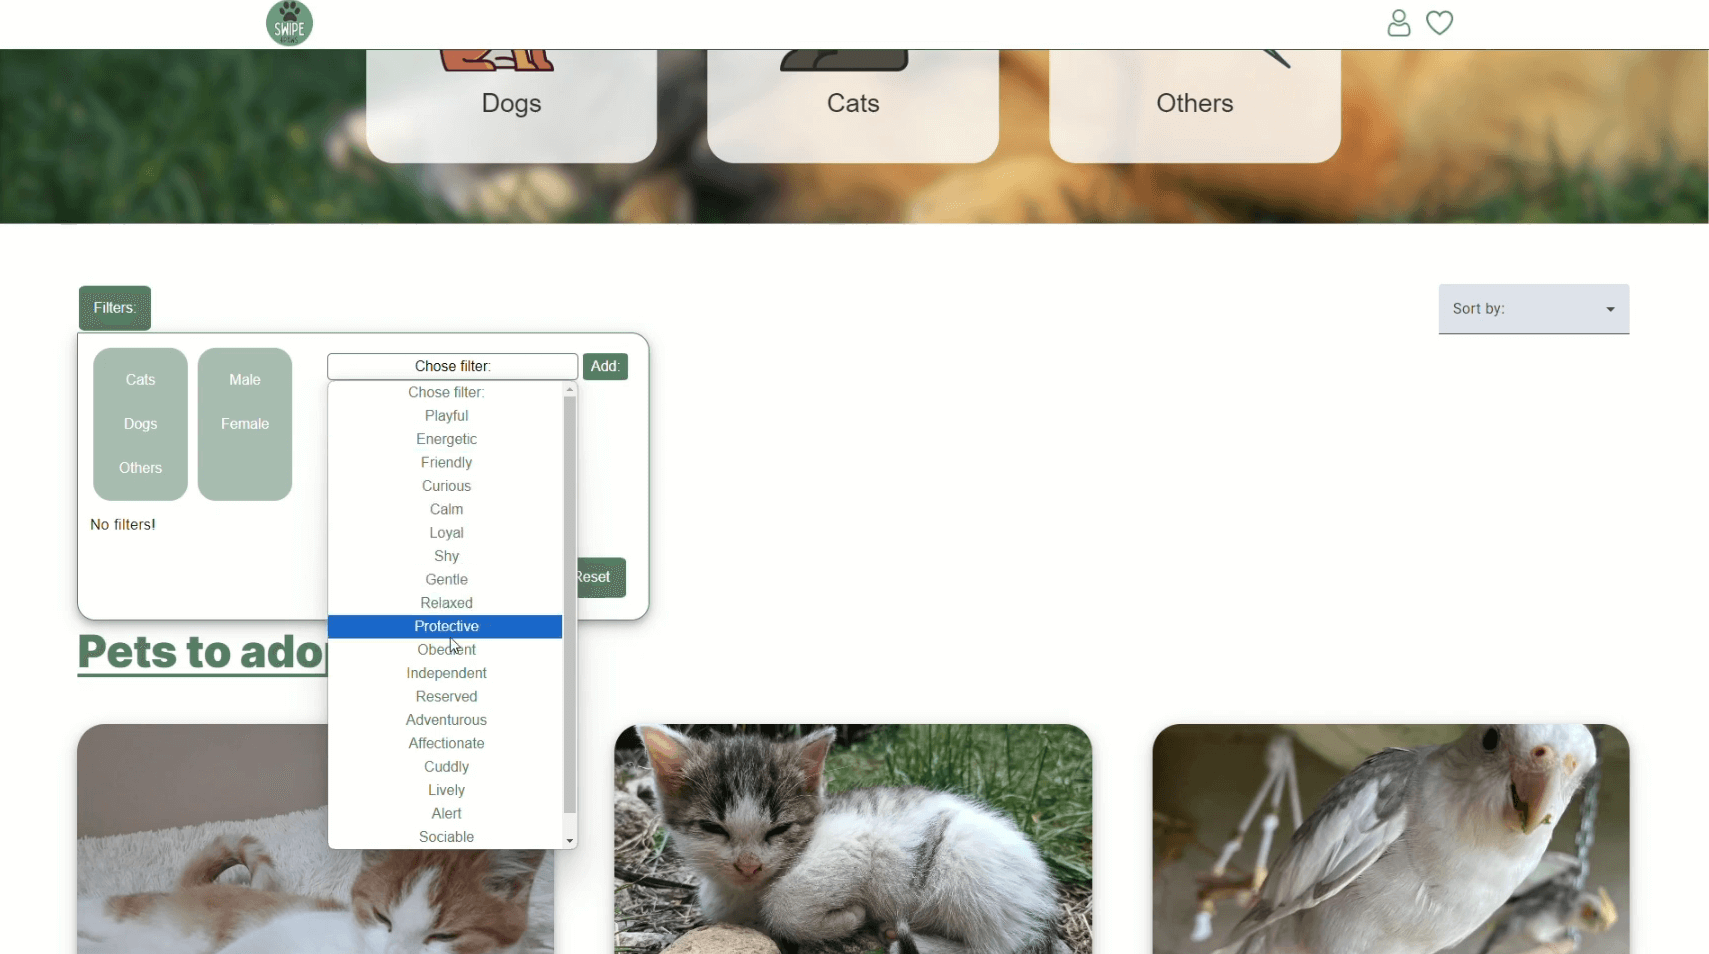 SWIPE
Dogs
Cats
Others
Filters:
Sort by:
Cats
Dogs
Others
Male
Female
Chose filter:
Add:
Chose filter:
Playful
Energetic
Friendly
Curious
Calm
Loyal
Shy
Gentle
Relaxed
Protective
Obedient
Independent
Reserved
Adventurous
Affectionate
Cuddly
Lively
Alert
Sociable
No filters!
Reset
Pets to ado